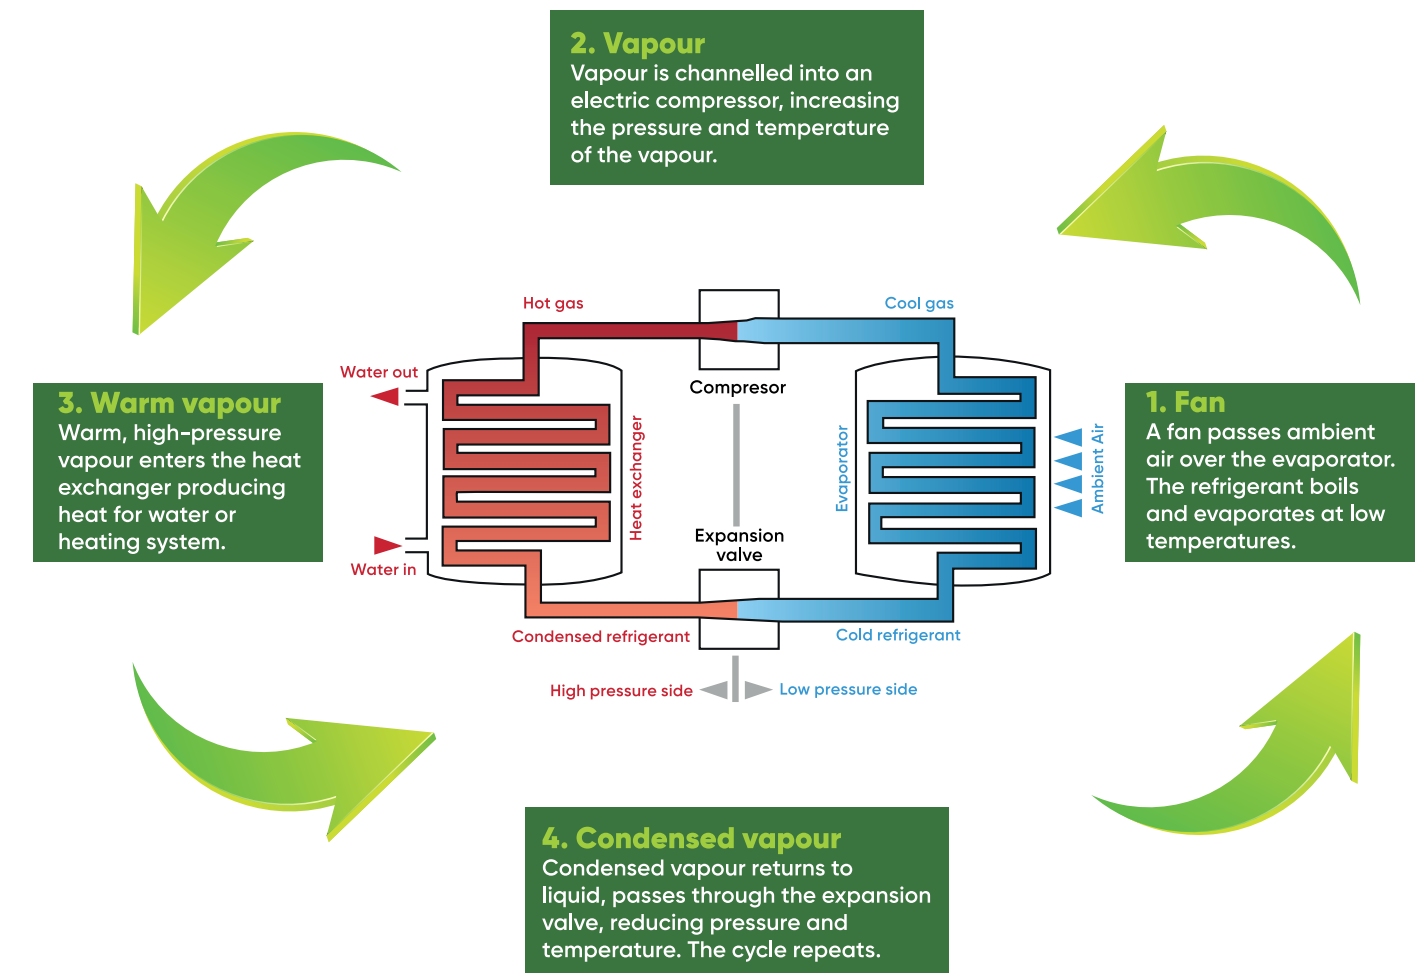 2. Vapour
Vapour is channelled into an
electric compressor, increasing
the pressure and temperature
of the vapour.
Hot gas
Cool gas
Compresor
Water out
Water in
Heat exchanger
Evaporator
Ambient Air
Expansion
valve
Condensed refrigerant
Cold refrigerant
High pressure side
Low pressure side
3. Warm vapour
Warm, high-pressure
vapour enters the heat
exchanger producing
heat for water or
heating system.
1. Fan
A fan passes ambient
air over the evaporator.
The refrigerant boils
and evaporates at low
temperatures.
4. Condensed vapour
Condensed vapour returns to
liquid, passes through the expansion
valve, reducing pressure and
temperature. The cycle repeats.